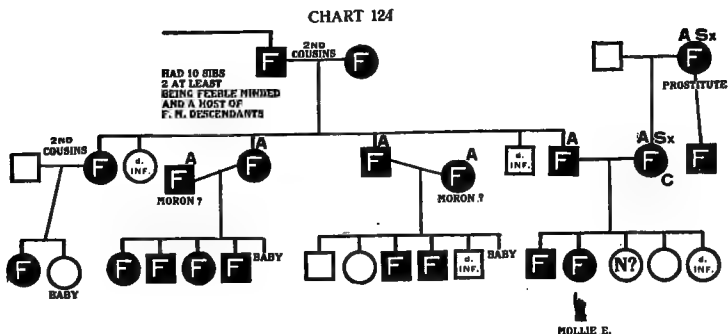 CHART 124
A Sx
2ND
COUSINS
F F F
PROSTITUTE
HAD 10 SIBS
2 AT LEAST
BEING FEEBLE MINDED
AND A HOST OF
F. M. DESCENDANTS
2ND
COUSINS
A A A A A A Sx
F d. INF. F F F F d. INF. F F F
MORON ? MORON ? C
F F F F F BABY F F d. INF. BABY F F N? d. INF.
BABY
MOLLIE E.